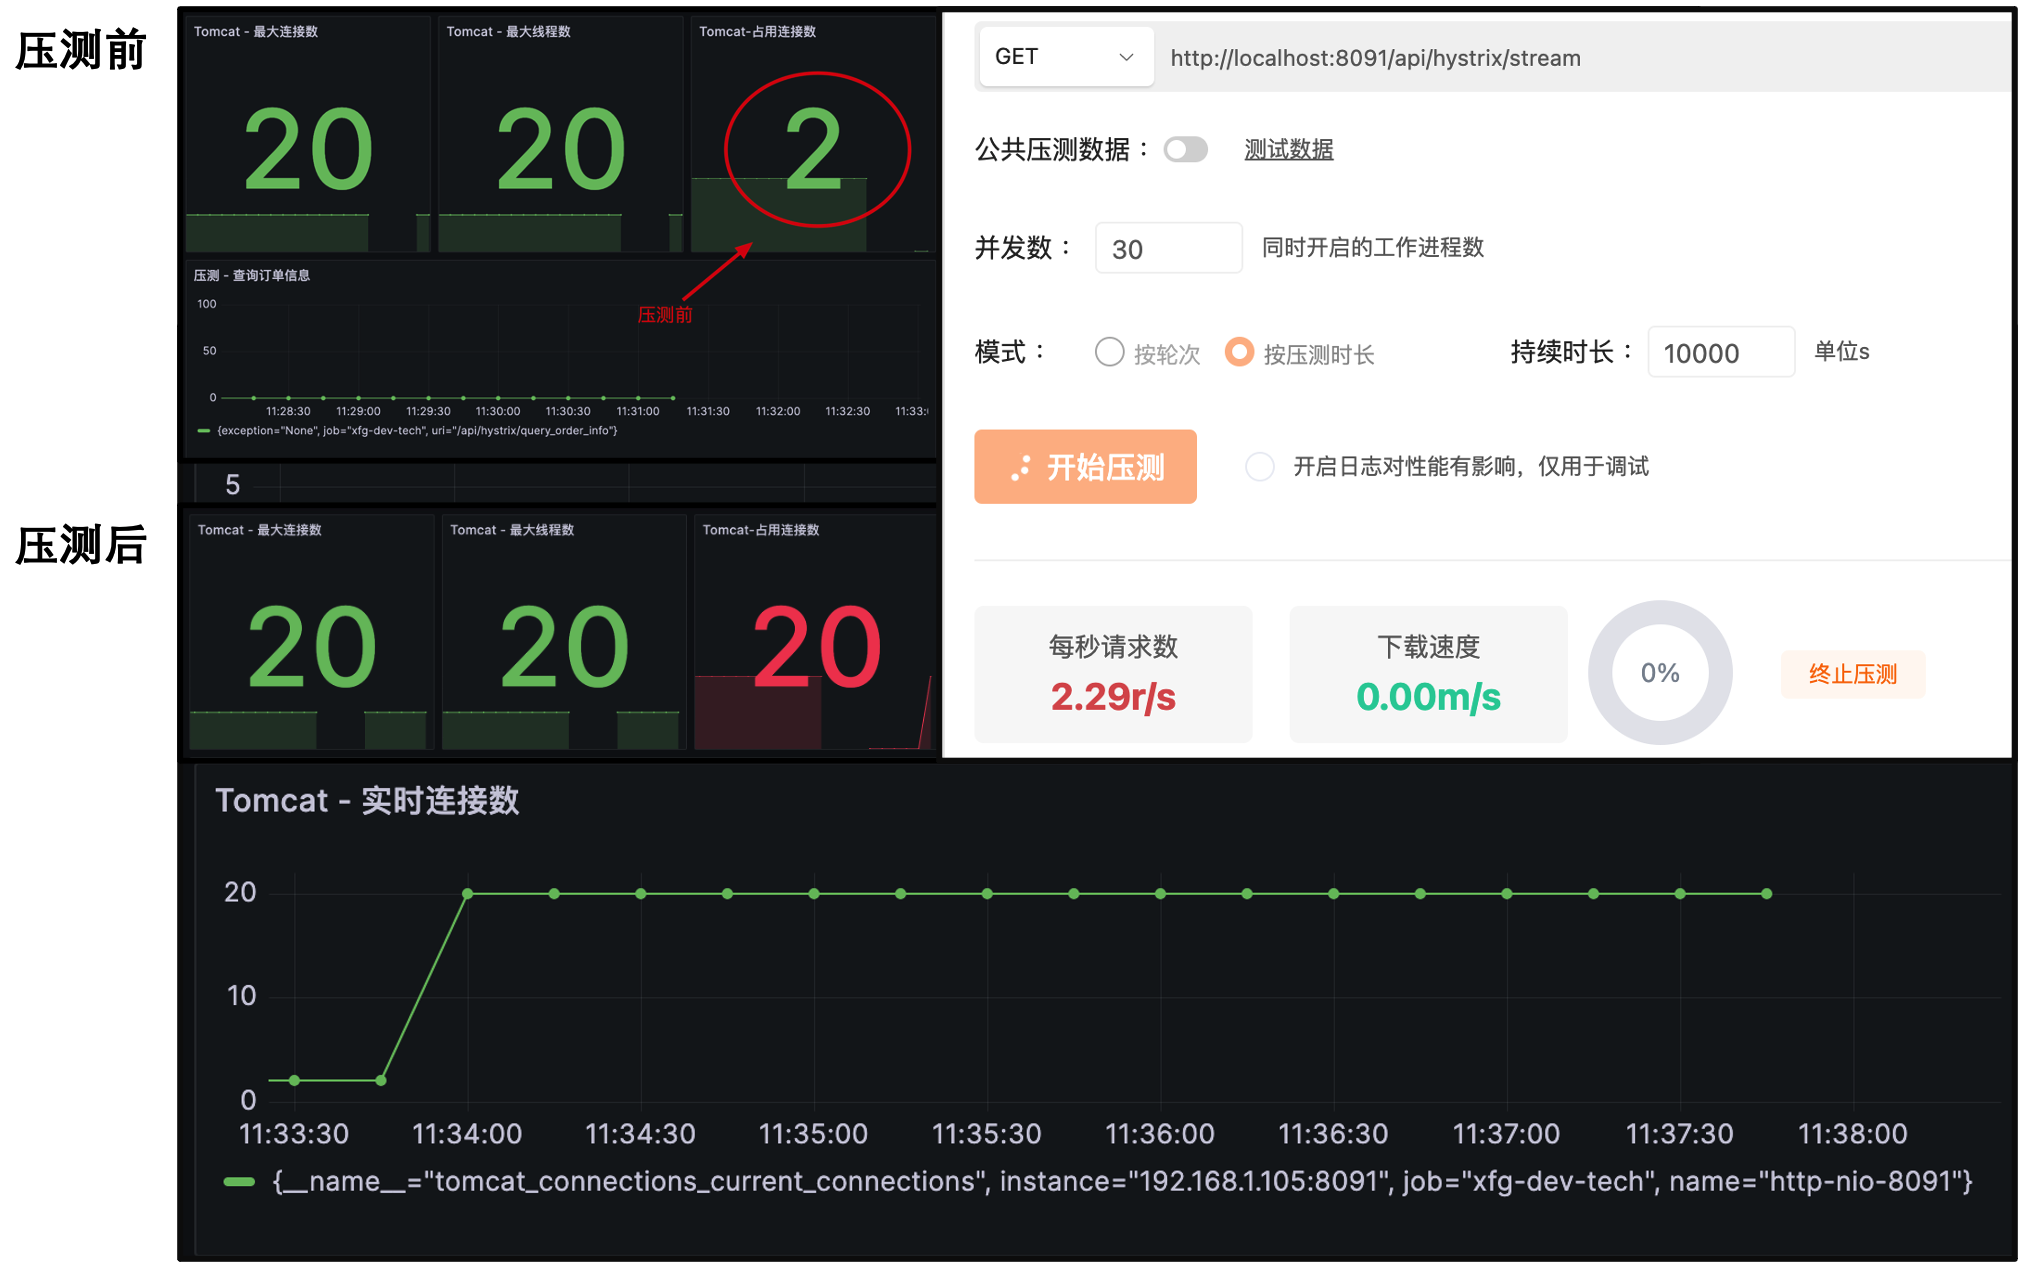 压测前
Tomcat - 最大连接数
20
Tomcat - 最大线程数
20
Tomcat-占用连接数
2
压测前
压测 - 查询订单信息
100
50
0
11:28:30 11:29:00 11:29:30 11:30:00 11:30:30 11:31:00 11:31:30 11:32:00 11:32:30 11:33:
{exception="None", job="xfg-dev-tech", uri="/api/hystrix/query_order_info"}
5
GET http://localhost:8091/api/hystrix/stream
公共压测数据： 测试数据
并发数： 30 同时开启的工作进程数
模式： 按轮次 按压测时长 持续时长： 10000 单位s
开始压测 开启日志对性能有影响，仅用于调试
每秒请求数
2.29r/s
下载速度
0.00m/s
0%
终止压测
压测后
Tomcat - 最大连接数
20
Tomcat - 最大线程数
20
Tomcat-占用连接数
20
Tomcat - 实时连接数
20
10
0
11:33:30 11:34:00 11:34:30 11:35:00 11:35:30 11:36:00 11:36:30 11:37:00 11:37:30 11:38:00
{__name__="tomcat_connections_current_connections", instance="192.168.1.105:8091", job="xfg-dev-tech", name="http-nio-8091"}